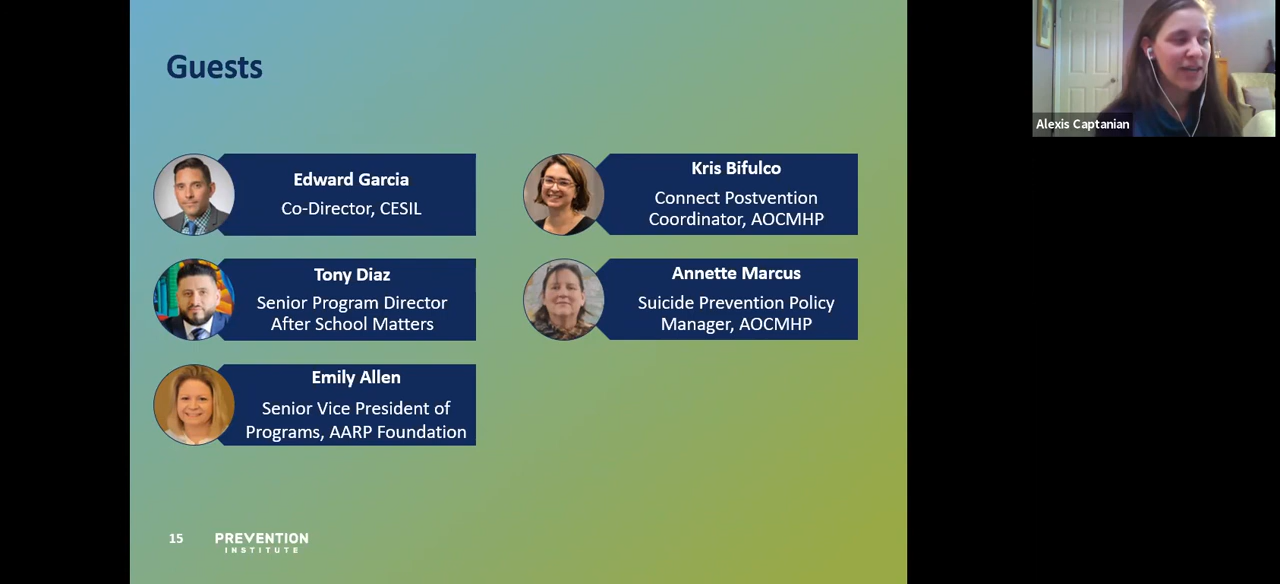 Guests
Edward Garcia
Co-Director, CESIL
Tony Diaz
Senior Program Director
After School Matters
Emily Allen
Senior Vice President of
Programs, AARP Foundation
Kris Bifulco
Connect Postvention
Coordinator, AOCMHP
Annette Marcus
Suicide Prevention Policy
Manager, AOCMHP
15
PREVENTION
INSTITUTE
Alexis Captanian